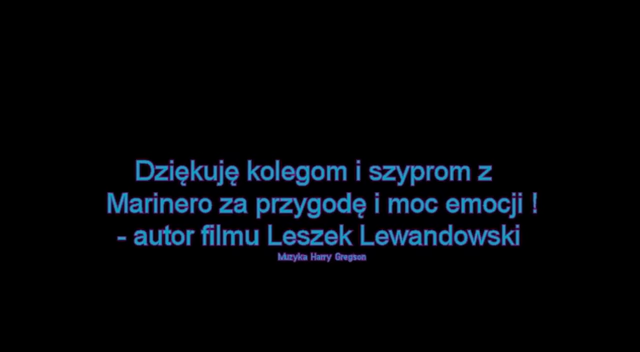 Dziękuję kolegom i szyprom z
Marinero za przygodę i moc emocji !
- autor filmu Leszek Lewandowski
Muzyka Harry Gregson